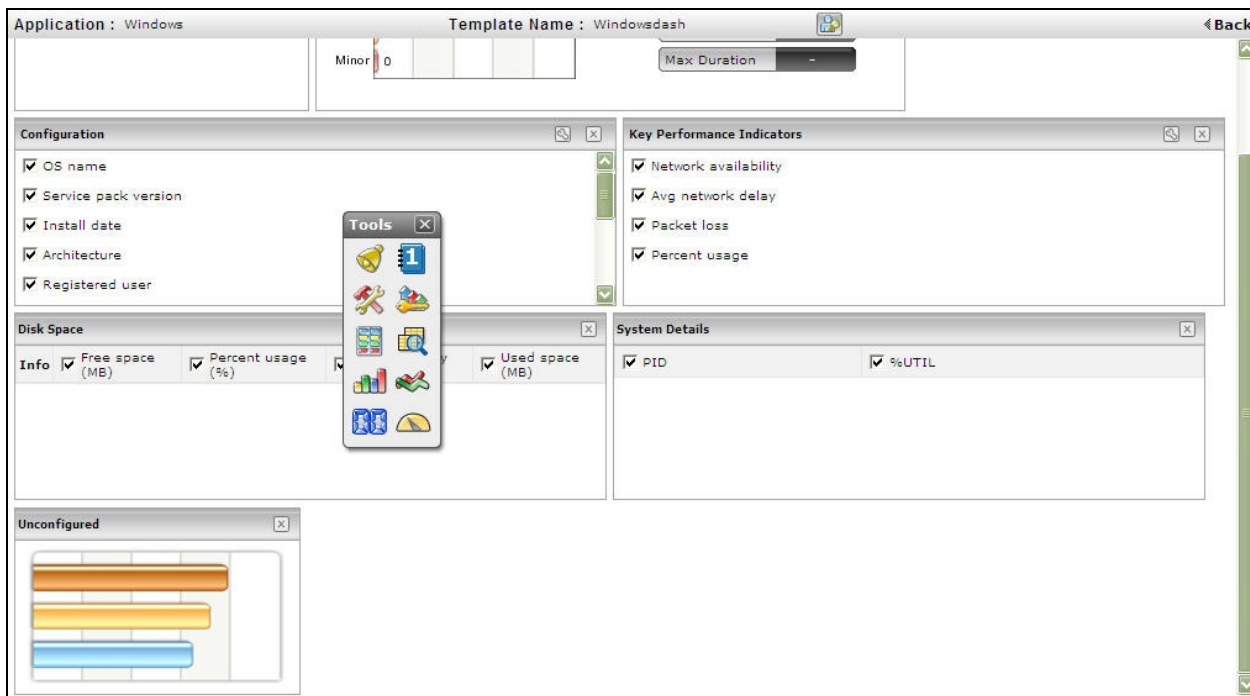 Application : Windows
Template Name : Windowsdash
Back
Minor 0
Max Duration -
Configuration
OS name
Service pack version
Install date
Architecture
Registered user
Key Performance Indicators
Network availability
Avg network delay
Packet loss
Percent usage
Tools
1
Disk Space
Info
Free space
(MB)
Percent usage
(%)
y
Used space
(MB)
System Details
PID
%UTIL
Unconfigured